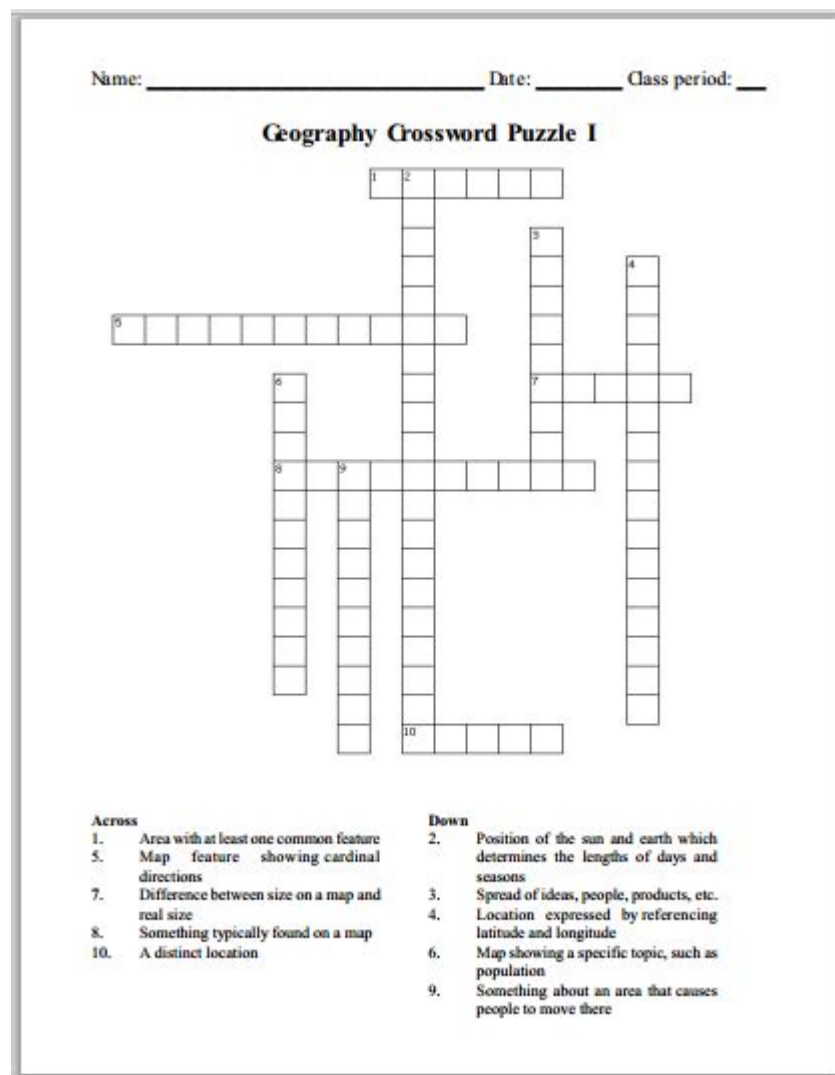 Name: ____________________ Date: ________ Class period: ___
Geography Crossword Puzzle I
1 2
3
4
5
6
7
8 9
10
Across
1. Area with at least one common feature
5. Map feature showing cardinal
directions
7. Difference between size on a map and
real size
8. Something typically found on a map
10. A distinct location
Down
2. Position of the sun and earth which
determines the lengths of days and
seasons
3. Spread of ideas, people, products, etc.
4. Location expressed by referencing
latitude and longitude
6. Map showing a specific topic, such as
population
9. Something about an area that causes
people to move there